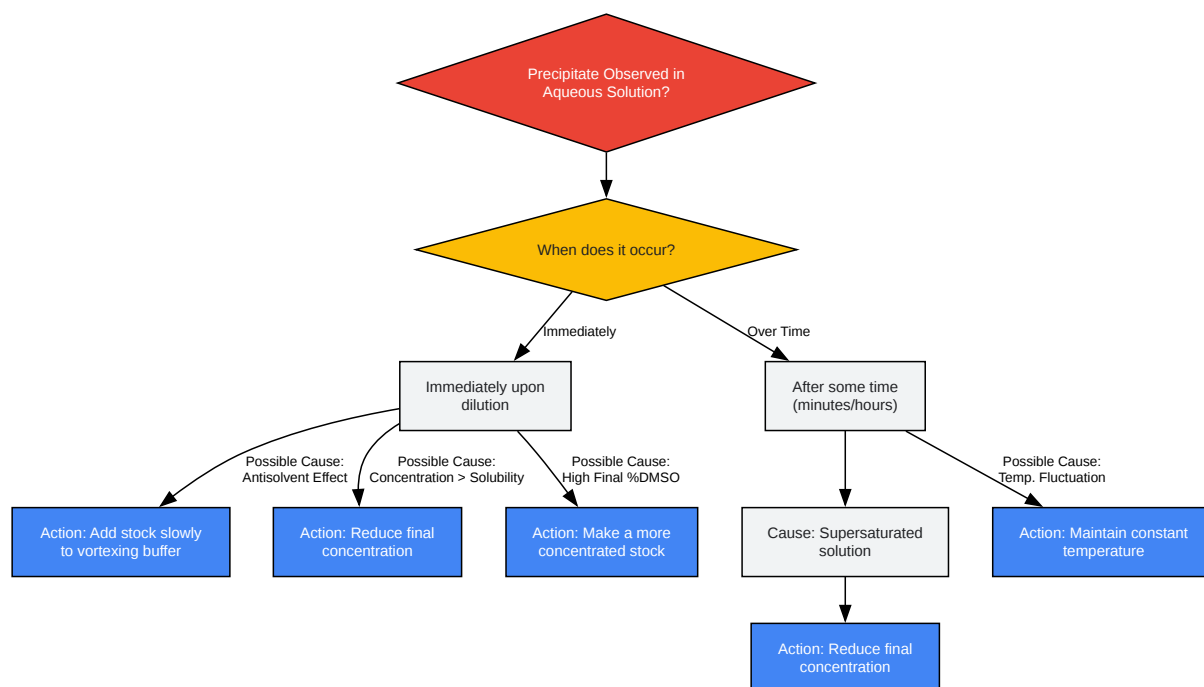 Precipitate Observed in
Aqueous Solution?
When does it occur?
Immediately
Over Time
Immediately upon
dilution
After some time
(minutes/hours)
Possible Cause:
Antisolvent Effect
Possible Cause:
Concentration > Solubility
Possible Cause:
High Final %DMSO
Possible Cause:
Temp. Fluctuation
Action: Add stock slowly
to vortexing buffer
Action: Reduce final
concentration
Action: Make a more
concentrated stock
Cause: Supersaturated
solution
Action: Maintain constant
temperature
Action: Reduce final
concentration